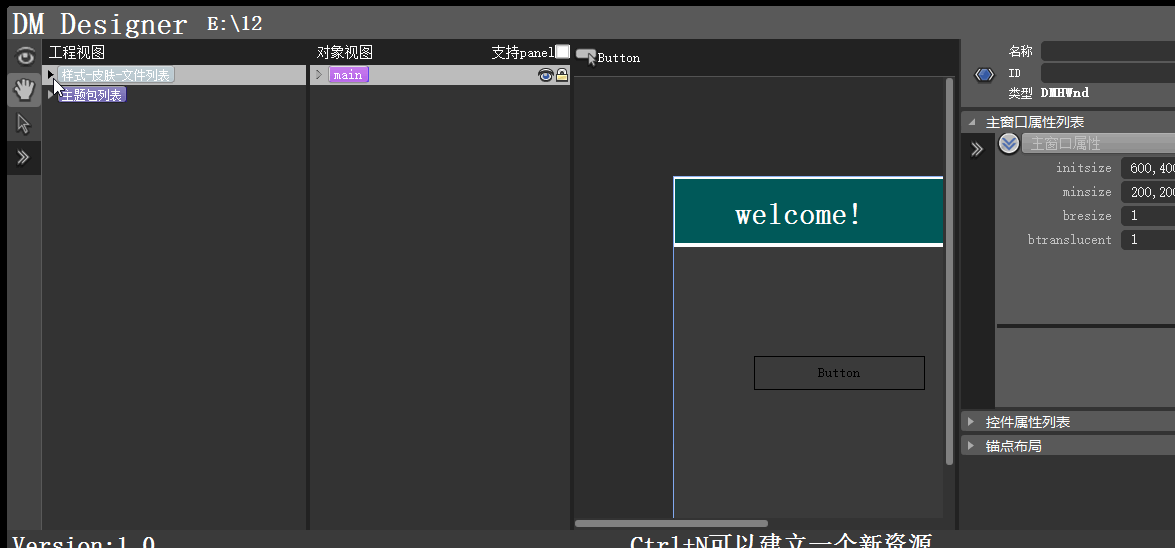 DM Designer E:\12
工程视图
对象视图
支持panel
Button
样式-皮肤-文件列表
主题包列表
main
welcome!
Button
名称
ID
类型 DMHWnd
主窗口属性列表
主窗口属性
initsize 600,400
minsize 200,200
bresize 1
btranslucent 1
控件属性列表
锚点布局
Version:1.0
Ctrl+N可以建立一个新资源